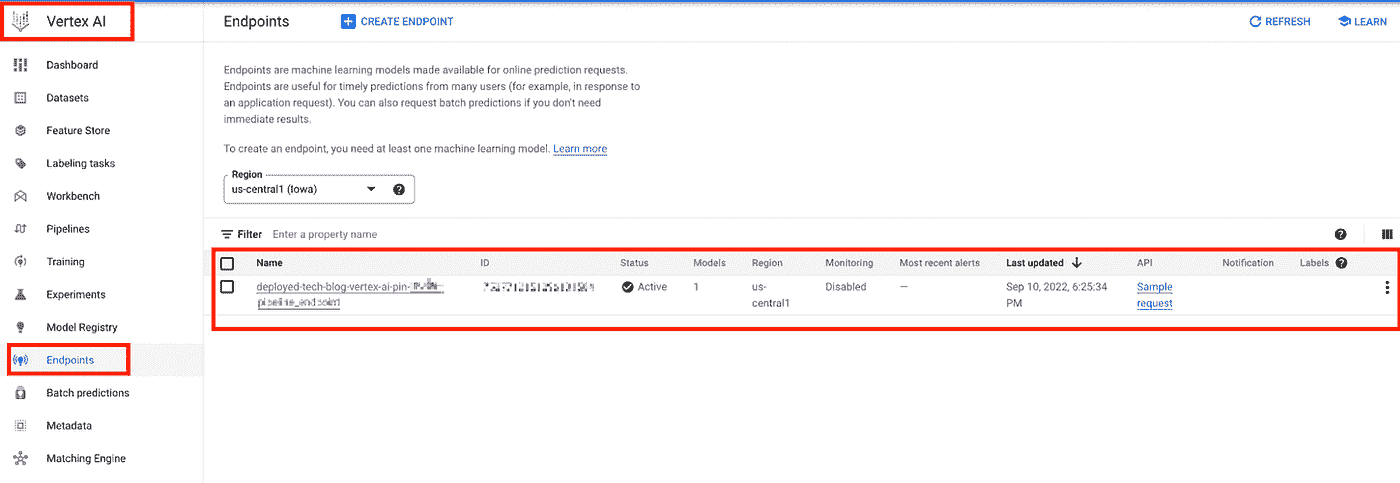 Vertex AI
Endpoints
CREATE ENDPOINT
REFRESH
LEARN
Dashboard
Datasets
Feature Store
Labeling tasks
Workbench
Pipelines
Training
Experiments
Model Registry
Endpoints
Batch predictions
Metadata
Matching Engine
Endpoints are machine learning models made available for online prediction requests.
Endpoints are useful for timely predictions from many users (for example, in response to
an application request). You can also request batch predictions if you don't need
immediate results.
To create an endpoint, you need at least one machine learning model. Learn more
Region
us-central1 (Iowa)
Filter Enter a property name
Name ID Status Models Region Monitoring Most recent alerts Last updated API Notification Labels
deployed-tech-blog-vertex-ai-pin- Active 1 us- Disabled — Sep 10, 2022, 6:25:34 Sample
pipeline_endpoint central1 PM request